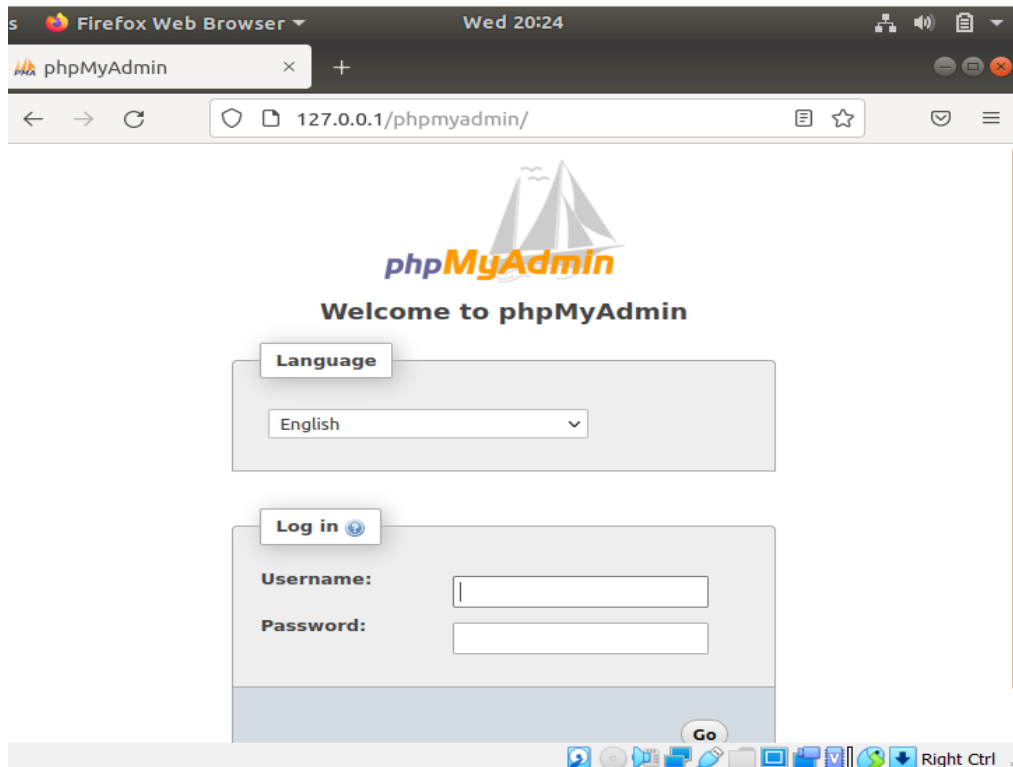 s Firefox Web Browser Wed 20:24
PMA phpMyAdmin
127.0.0.1/phpmyadmin/
phpMyAdmin
Welcome to phpMyAdmin
Language
English
Log in
Username:
Password:
Go
Right Ctrl